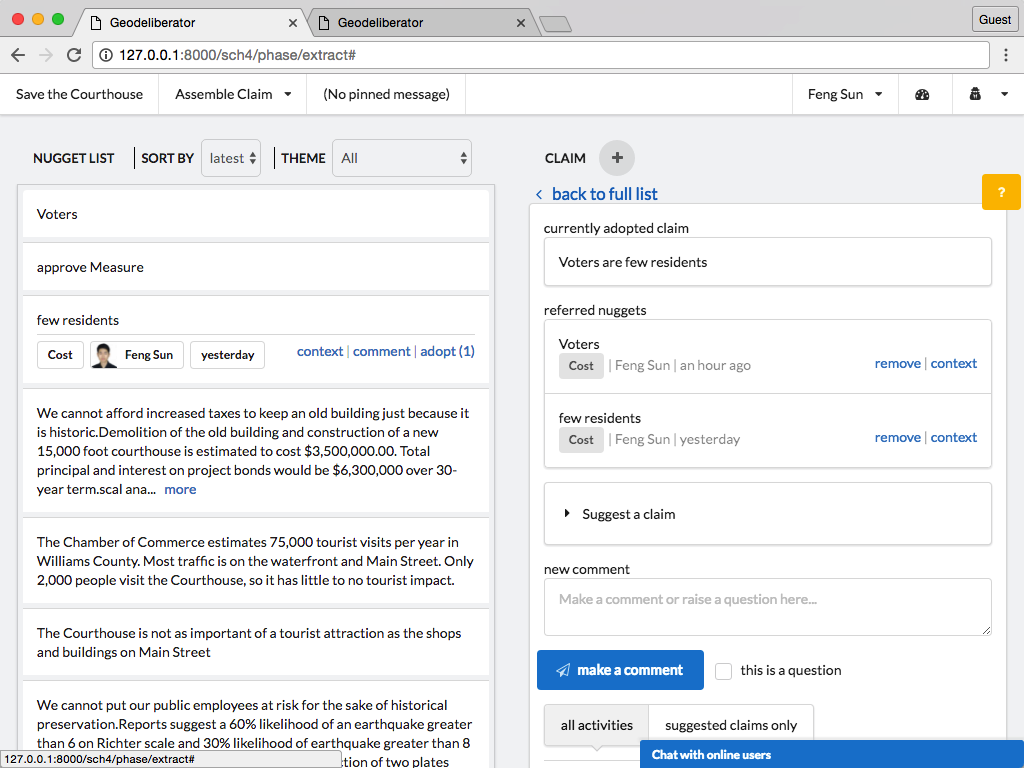 Geodeliberator
Geodeliberator
Guest
127.0.0.1:8000/sch4/phase/extract#
Save the Courthouse
Assemble Claim
(No pinned message)
Feng Sun
NUGGET LIST
SORT BY
latest
THEME
All
Voters
approve Measure
few residents
Cost
Feng Sun
yesterday
context | comment | adopt (1)
We cannot afford increased taxes to keep an old building just because it
is historic.Demolition of the old building and construction of a new
15,000 foot courthouse is estimated to cost $3,500,000.00. Total
principal and interest on project bonds would be $6,300,000 over 30-
year term.scal ana... more
The Chamber of Commerce estimates 75,000 tourist visits per year in
Williams County. Most traffic is on the waterfront and Main Street. Only
2,000 people visit the Courthouse, so it has little to no tourist impact.
The Courthouse is not as important of a tourist attraction as the shops
and buildings on Main Street
We cannot put our public employees at risk for the sake of historical
preservation.Reports suggest a 60% likelihood of an earthquake greater
than 6 on Richter scale and 30% likelihood of earthquake greater than 8
tion of two plates
127.0.0.1:8000/sch4/phase/extract#
CLAIM
+
?
< back to full list
currently adopted claim
Voters are few residents
referred nuggets
Voters
Cost | Feng Sun | an hour ago
remove | context
few residents
Cost | Feng Sun | yesterday
remove | context
Suggest a claim
new comment
Make a comment or raise a question here...
make a comment
this is a question
all activities
suggested claims only
Chat with online users